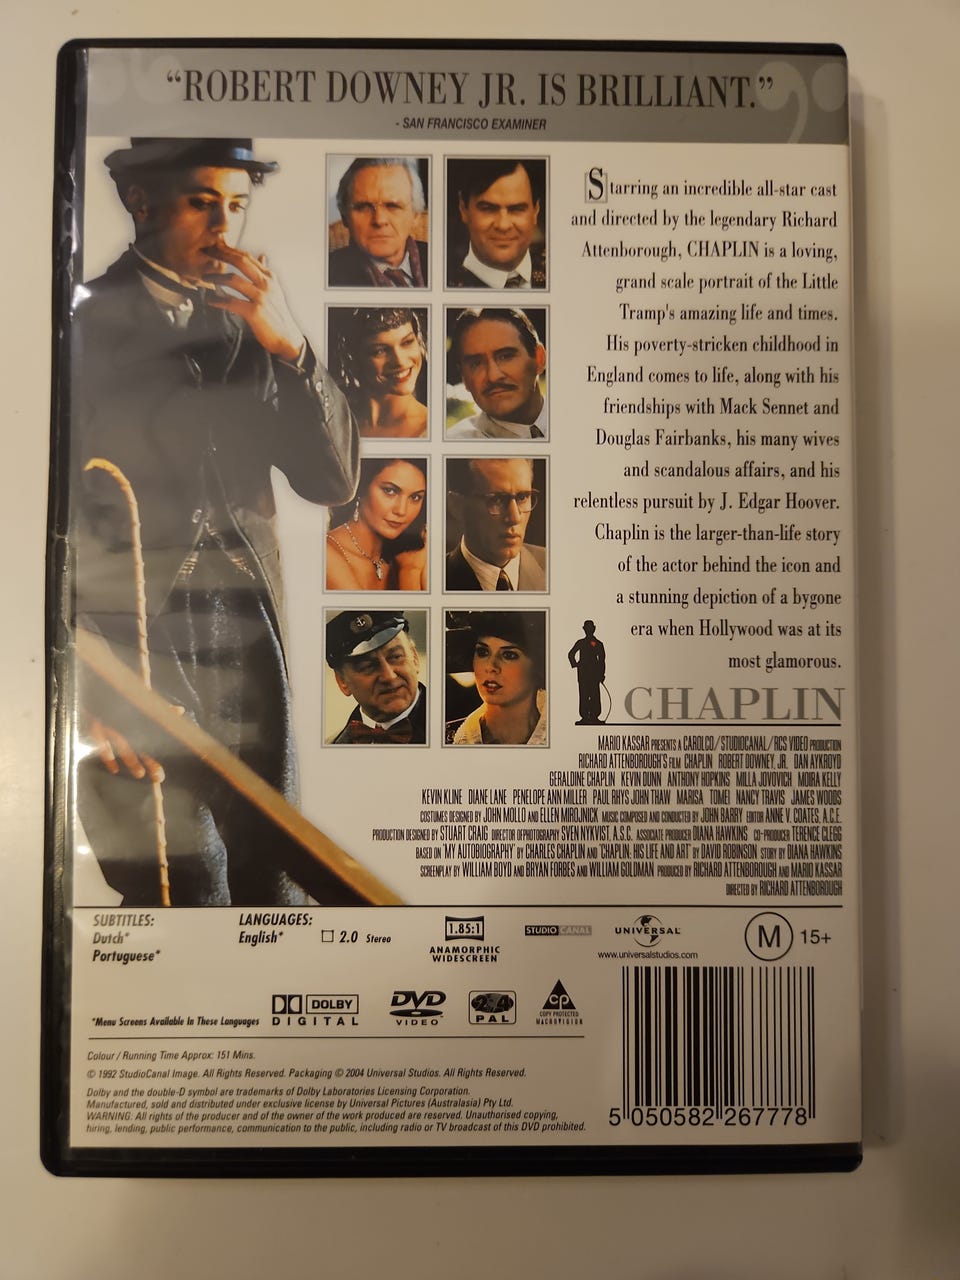 “ROBERT DOWNEY JR. IS BRILLIANT.”
- SAN FRANCISCO EXAMINER
Starring an incredible all-star cast
and directed by the legendary Richard
Attenborough, CHAPLIN is a loving,
grand scale portrait of the Little
Tramp's amazing life and times.
His poverty-stricken childhood in
England comes to life, along with his
friendships with Mack Sennet and
Douglas Fairbanks, his many wives
and scandalous affairs, and his
relentless pursuit by J. Edgar Hoover.
Chaplin is the larger-than-life story
of the actor behind the icon and
a stunning depiction of a bygone
era when Hollywood was at its
most glamorous.
CHAPLIN
MARIO KASSAR PRESENTS A CAROLCO/STUDIOCANAL/RCS VIDEO PRODUCTION
RICHARD ATTENBOROUGH'S FILM CHAPLIN ROBERT DOWNEY, JR. DAN AYKROYD
GERALDINE CHAPLIN KEVIN DUNN ANTHONY HOPKINS MILLA JOVOVICH MOIRA KELLY
KEVIN KLINE DIANE LANE PENELOPE ANN MILLER PAUL RHYS JOHN THAW MARISA TOMEI NANCY TRAVIS JAMES WOODS
COSTUMES DESIGNED BY JOHN MOLLO AND ELLEN MIROJNICK MUSIC COMPOSED AND CONDUCTED BY JOHN BARRY EDITOR ANNE V. COATES, A.C.E.
PRODUCTION DESIGNED BY STUART CRAIG DIRECTOR OF PHOTOGRAPHY SVEN NYKVIST, A.S.C. ASSOCIATE PRODUCER DIANA HAWKINS CO-PRODUCER TERENCE CLEGG
BASED ON 'MY AUTOBIOGRAPHY' BY CHARLES CHAPLIN AND 'CHAPLIN: HIS LIFE AND ART' BY DAVID ROBINSON STORY BY DIANA HAWKINS
SCREENPLAY BY WILLIAM BOYD AND BRYAN FORBES AND WILLIAM GOLDMAN PRODUCED BY RICHARD ATTENBOROUGH AND MARIO KASSAR
DIRECTED BY RICHARD ATTENBOROUGH
SUBTITLES:
Dutch*
Portuguese*
LANGUAGES:
English* 2.0 Stereo
1.85:1
ANAMORPHIC
WIDESCREEN
STUDIOCANAL
UNIVERSAL
www.universalstudios.com
M 15+
*Menu Screens Available In These Languages
DOLBY
DIGITAL
DVD
VIDEO
2 4
PAL
CP
COPY PROTECTED
MACROVISION
Colour / Running Time Approx: 151 Mins.
© 1992 StudioCanal Image. All Rights Reserved. Packaging © 2004 Universal Studios. All Rights Reserved.
Dolby and the double-D symbol are trademarks of Dolby Laboratories Licensing Corporation.
Manufactured, sold and distributed under exclusive license by Universal Pictures (Australasia) Pty Ltd.
WARNING: All rights of the producer and of the owner of the work produced are reserved. Unauthorised copying,
hiring, lending, public performance, communication to the public, including radio or TV broadcast of this DVD prohibited.
5 050582 267778